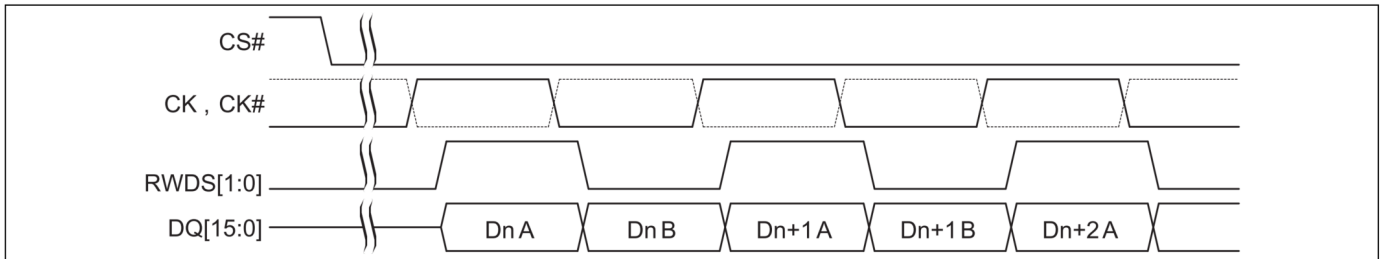 CS#
CK , CK#
RWDS[1:0]
DQ[15:0] Dn A Dn B Dn+1 A Dn+1 B Dn+2 A